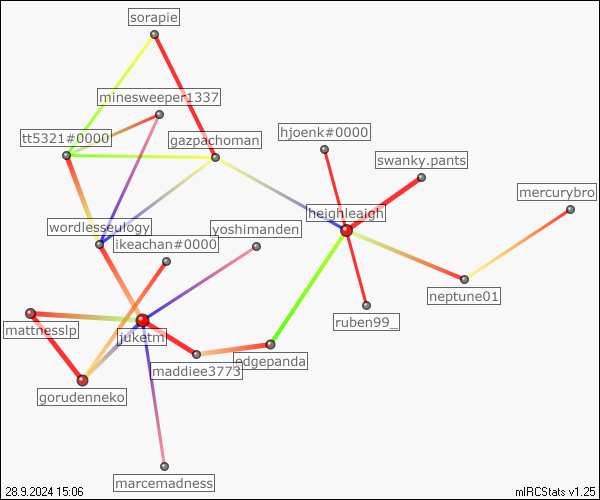 sorapie
minesweeper1337
hjoenk#0000
tt5321#0000
gazpachoman
swanky.pants
mercurybro
heighleaigh
wordlesseulogy
yoshimanden
ikeachan#0000
neptune01
ruben99_
mattnesslp
juketm
edgepanda
maddiee3773
gorudenneko
marcemadness
28.9.2024 15:06
mIRCStats v1.25